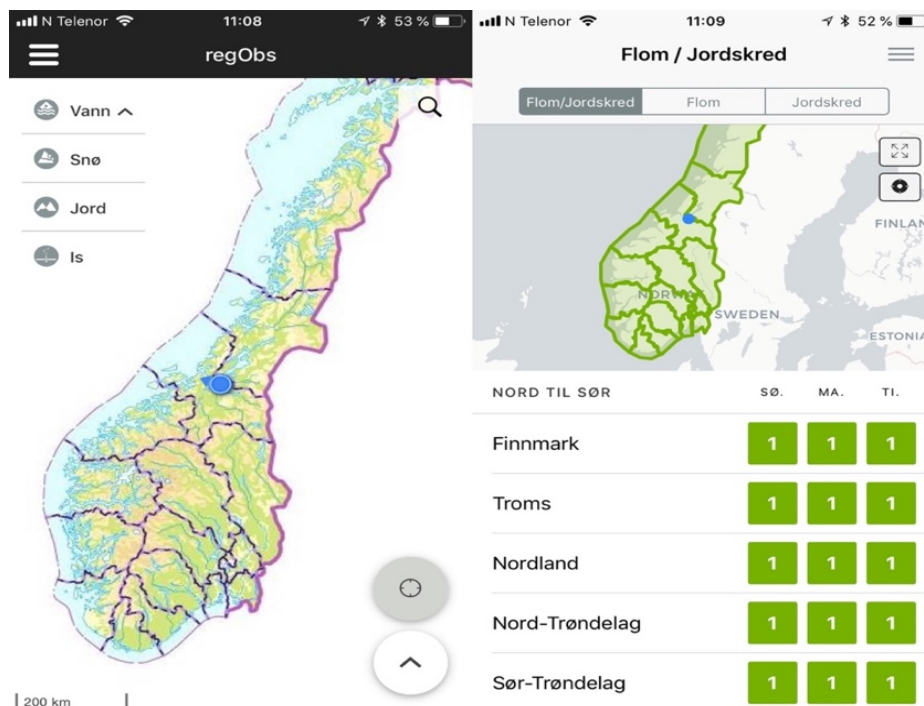 N Telenor 11:08 53 %
regObs
Vann
Snø
Jord
Is
200 km
N Telenor 11:09 52 %
Flom / Jordskred
Flom/Jordskred Flom Jordskred
FINLAN
NORWAY
SWEDEN
ESTONIA
NORD TIL SØR SØ. MA. TI.
Finnmark 1 1 1
Troms 1 1 1
Nordland 1 1 1
Nord-Trøndelag 1 1 1
Sør-Trøndelag 1 1 1